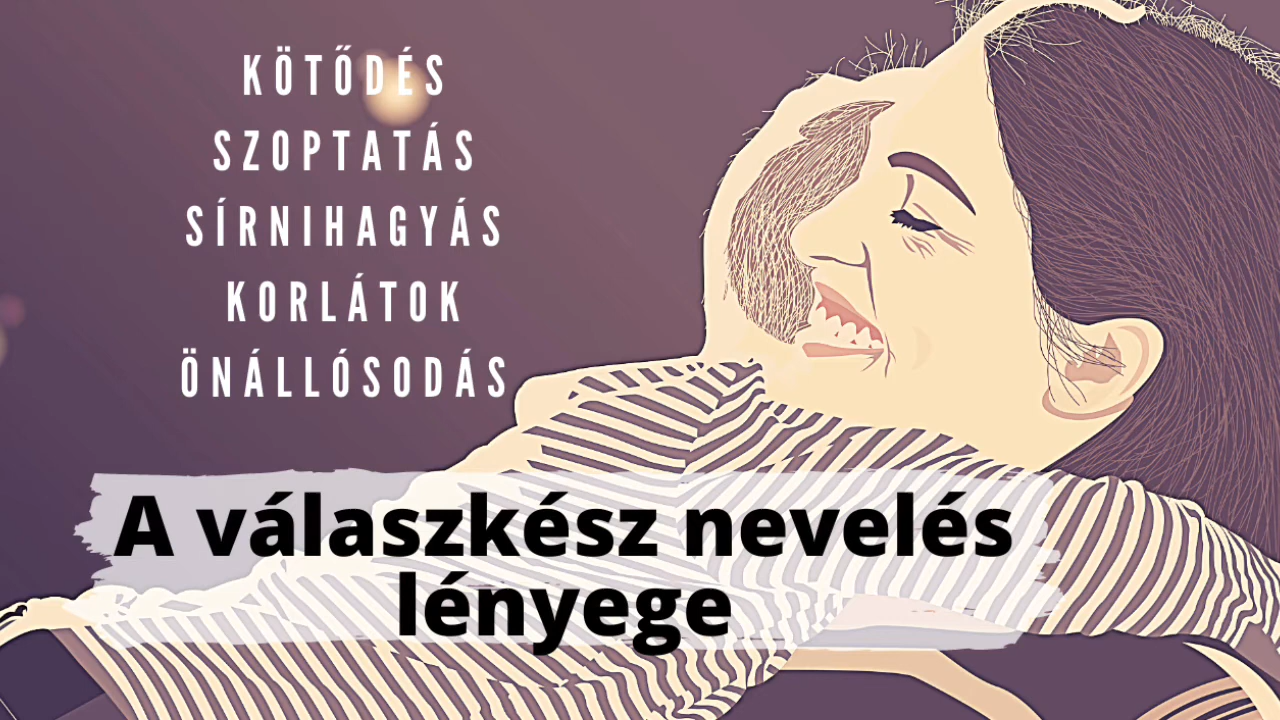 KÖTŐDÉS
SZOPTATÁS
SÍRNIHAGYÁS
KORLÁTOK
ÖNÁLLÓSODÁS
A válaszkész nevelés
lényege